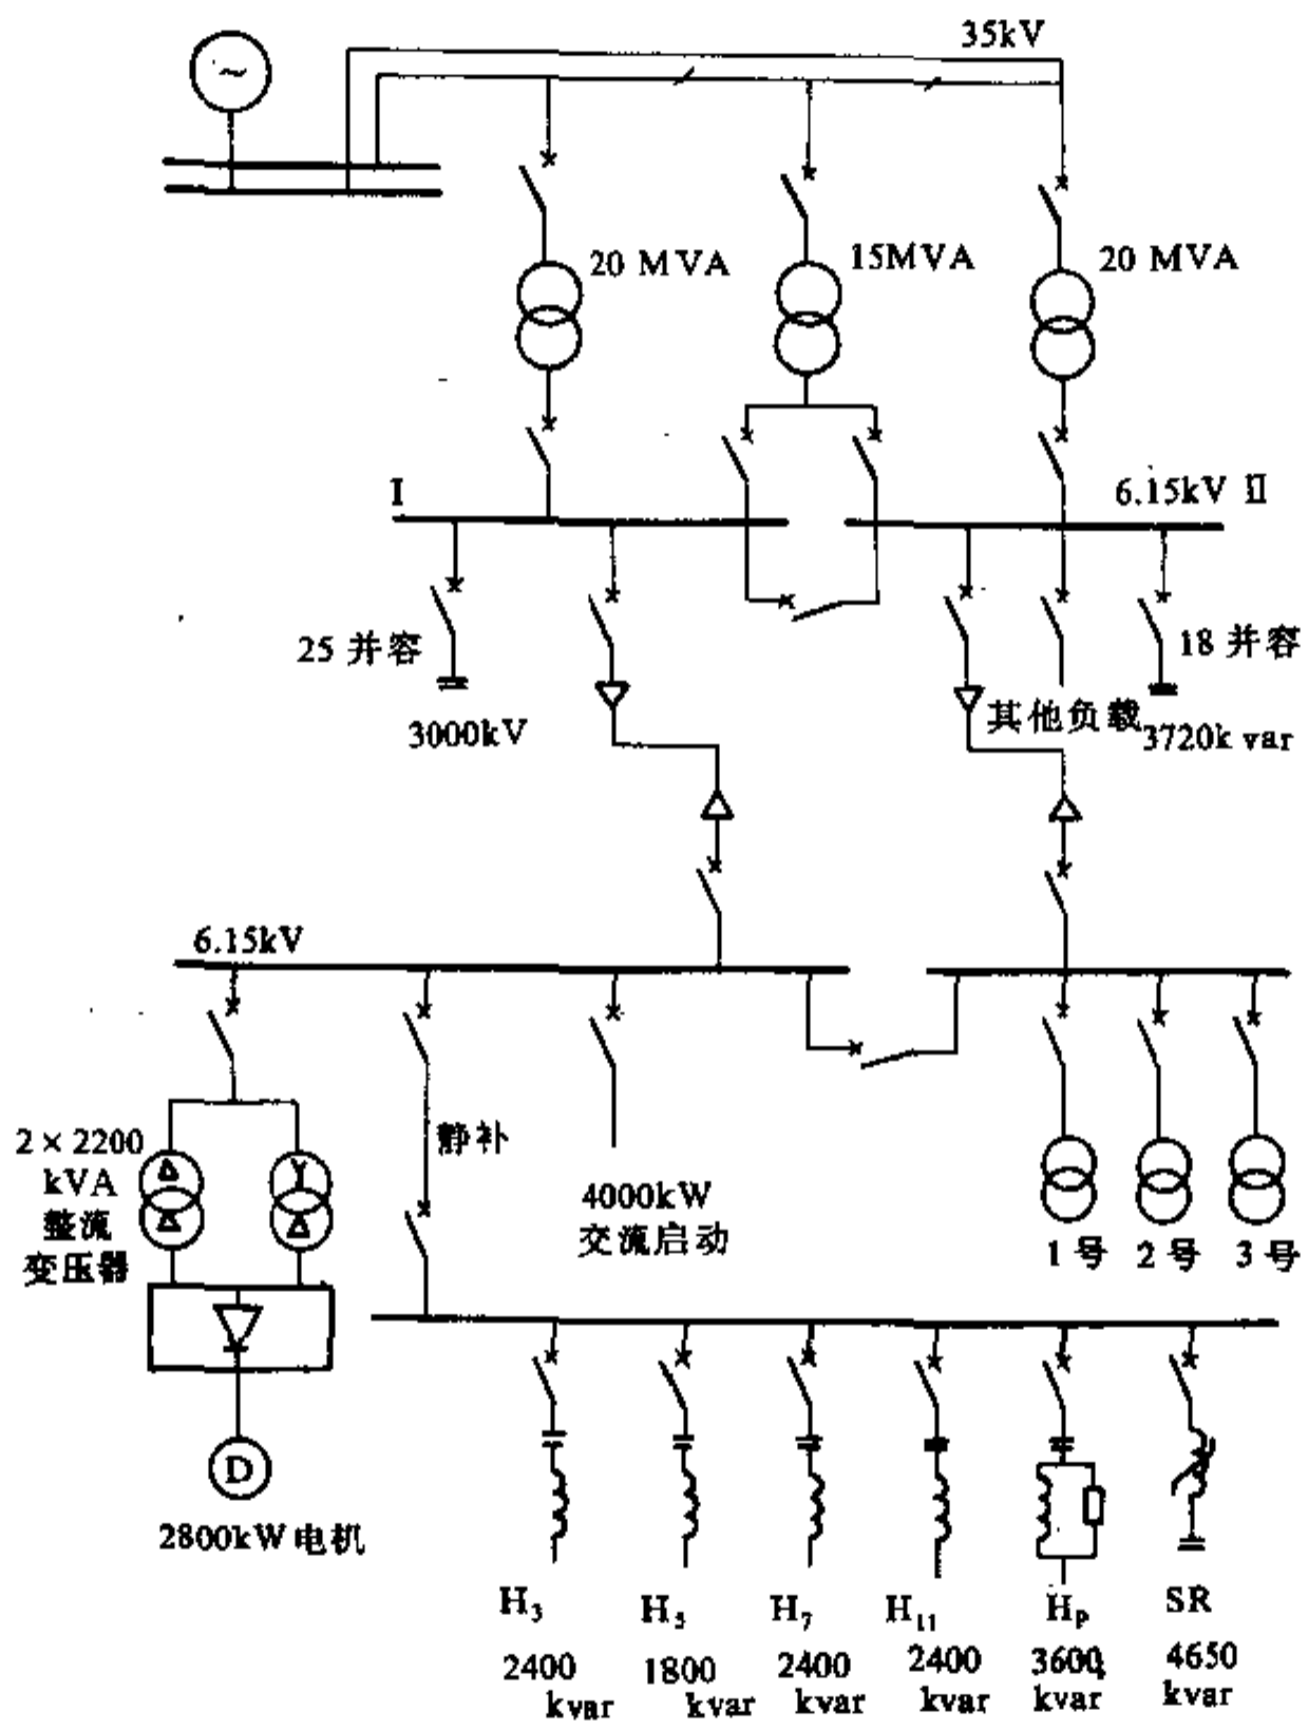 35kV
~
20 MVA
15MVA
20 MVA
I
6.15kV II
25 并容
18 并容
3000kV
其他负载
3720k var
6.15kV
2 × 2200
kVA
整流
变压器
Δ
Y
Δ
Δ
静补
4000kW
交流启动
1 号
2 号
3 号
D
2800kW 电机
H₃
2400
kvar
H₅
1800
kvar
H₇
2400
kvar
H₁₁
2400
kvar
Hₚ
3600
kvar
SR
4650
kvar